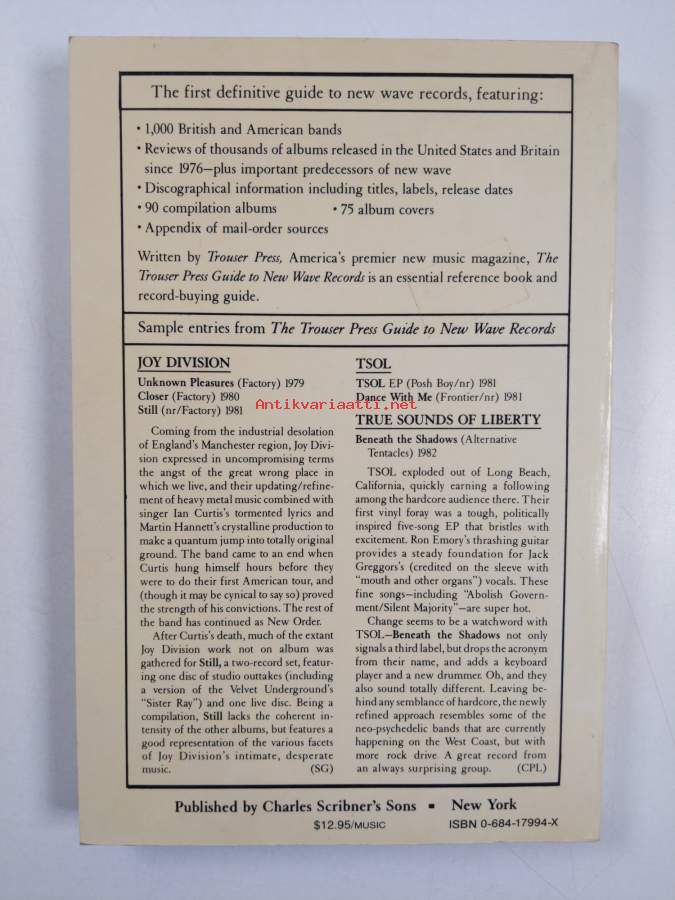 The first definitive guide to new wave records, featuring:
• 1,000 British and American bands
• Reviews of thousands of albums released in the United States and Britain
since 1976—plus important predecessors of new wave
• Discographical information including titles, labels, release dates
• 90 compilation albums • 75 album covers
• Appendix of mail-order sources
Written by Trouser Press, America's premier new music magazine, The
Trouser Press Guide to New Wave Records is an essential reference book and
record-buying guide.
Sample entries from The Trouser Press Guide to New Wave Records
JOY DIVISION
Unknown Pleasures (Factory) 1979
Closer (Factory) 1980
Still (nr/Factory) 1981
Coming from the industrial desolation
of England's Manchester region, Joy Divi-
sion expressed in uncompromising terms
the angst of the great wrong place in
which we live, and their updating/refine-
ment of heavy metal music combined with
singer Ian Curtis's tormented lyrics and
Martin Hannett's crystalline production to
make a quantum jump into totally original
ground. The band came to an end when
Curtis hung himself hours before they
were to do their first American tour, and
(though it may be cynical to say so) proved
the strength of his convictions. The rest of
the band has continued as New Order.
After Curtis's death, much of the extant
Joy Division work not on album was
gathered for Still, a two-record set, featur-
ing one disc of studio outtakes (including
a version of the Velvet Underground's
"Sister Ray") and one live disc. Being a
compilation, Still lacks the coherent in-
tensity of the other albums, but features a
good representation of the various facets
of Joy Division's intimate, desperate
music. (SG)
TSOL
TSOL EP (Posh Boy/nr) 1981
Dance With Me (Frontier/nr) 1981
TRUE SOUNDS OF LIBERTY
Beneath the Shadows (Alternative
Tentacles) 1982
TSOL exploded out of Long Beach,
California, quickly earning a following
among the hardcore audience there. Their
first vinyl foray was a tough, politically
inspired five-song EP that bristles with
excitement. Ron Emory's thrashing guitar
provides a steady foundation for Jack
Greggors's (credited on the sleeve with
"mouth and other organs") vocals. These
fine songs—including "Abolish Govern-
ment/Silent Majority"—are super hot.
Change seems to be a watchword with
TSOL—Beneath the Shadows not only
signals a third label, but drops the acronym
from their name, and adds a keyboard
player and a new drummer. Oh, and they
also sound totally different. Leaving be-
hind any semblance of hardcore, the newly
refined approach resembles some of the
neo-psychedelic bands that are currently
happening on the West Coast, but with
more rock drive. A great record from
an always surprising group. (CPL)
Antikvariaatti.net
Published by Charles Scribner's Sons ▪ New York
$12.95/MUSIC ISBN 0-684-17994-X